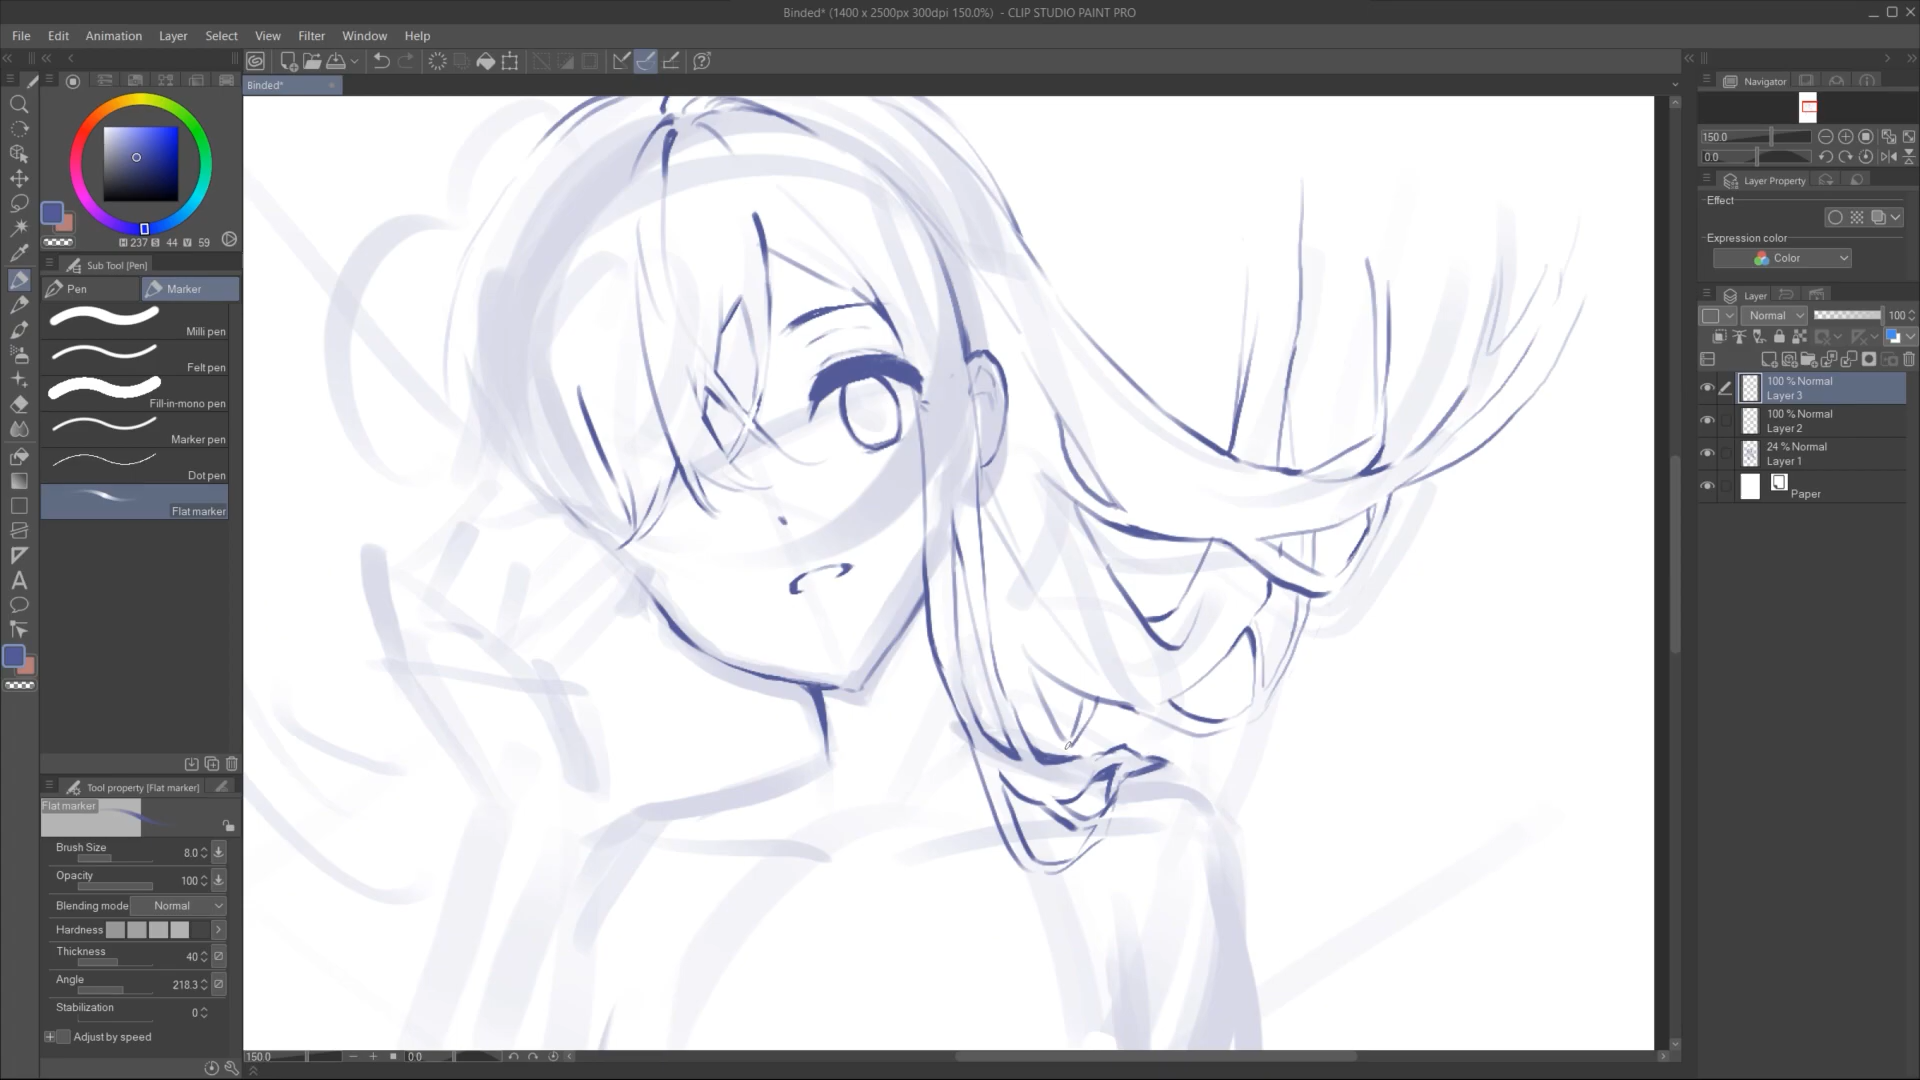 Binded* (1400 x 2500px 300dpi 150.0%) - CLIP STUDIO PAINT PRO
File Edit Animation Layer Select View Filter Window Help
Binded*
H 237 S 44 V 59
Sub Tool [Pen]
Pen Marker
Milli pen
Felt pen
Fill-in-mono pen
Marker pen
Dot pen
Flat marker
Tool property [Flat marker]
Flat marker
Brush Size 8.0
Opacity 100
Blending mode Normal
Hardness
Thickness 40
Angle 218.3
Stabilization 0
Adjust by speed
150.0 0.0
Navigator
150.0
0.0
Layer Property
Effect
Expression color
Color
Layer
Normal 100
100 % Normal
Layer 3
100 % Normal
Layer 2
24 % Normal
Layer 1
Paper